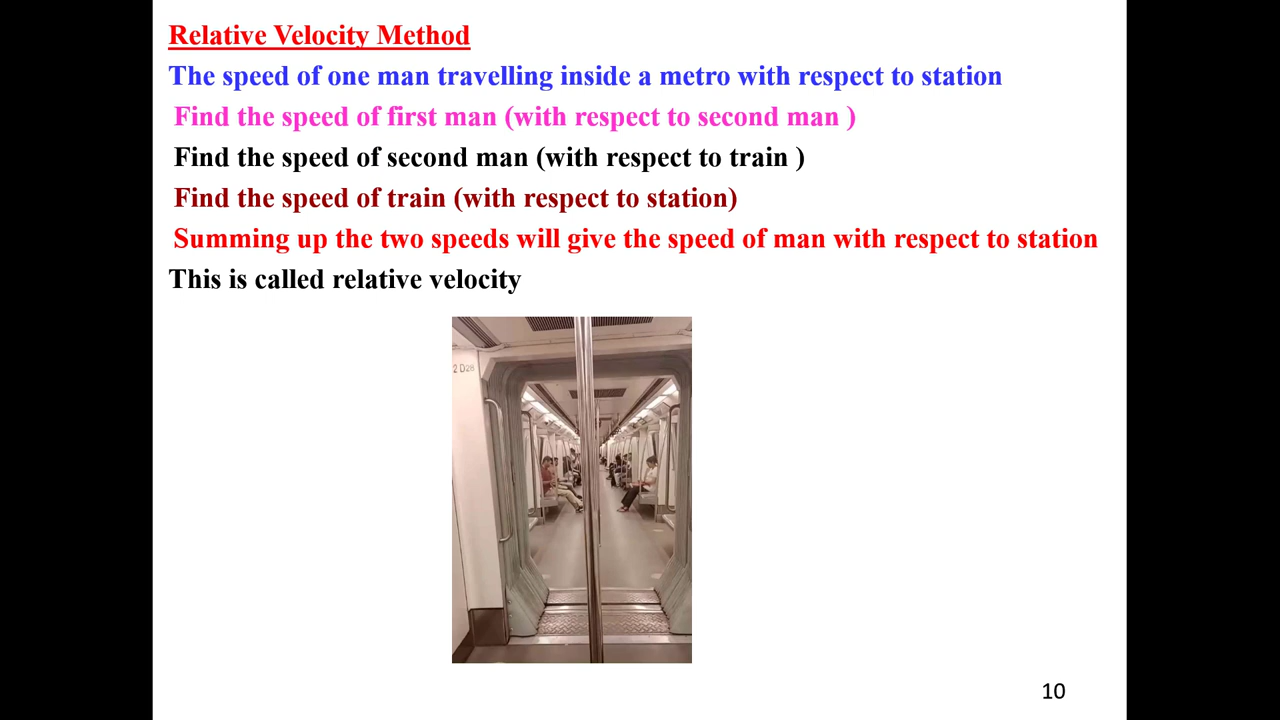 Relative Velocity Method
The speed of one man travelling inside a metro with respect to station
Find the speed of first man (with respect to second man )
Find the speed of second man (with respect to train )
Find the speed of train (with respect to station)
Summing up the two speeds will give the speed of man with respect to station
This is called relative velocity
2 D26
10